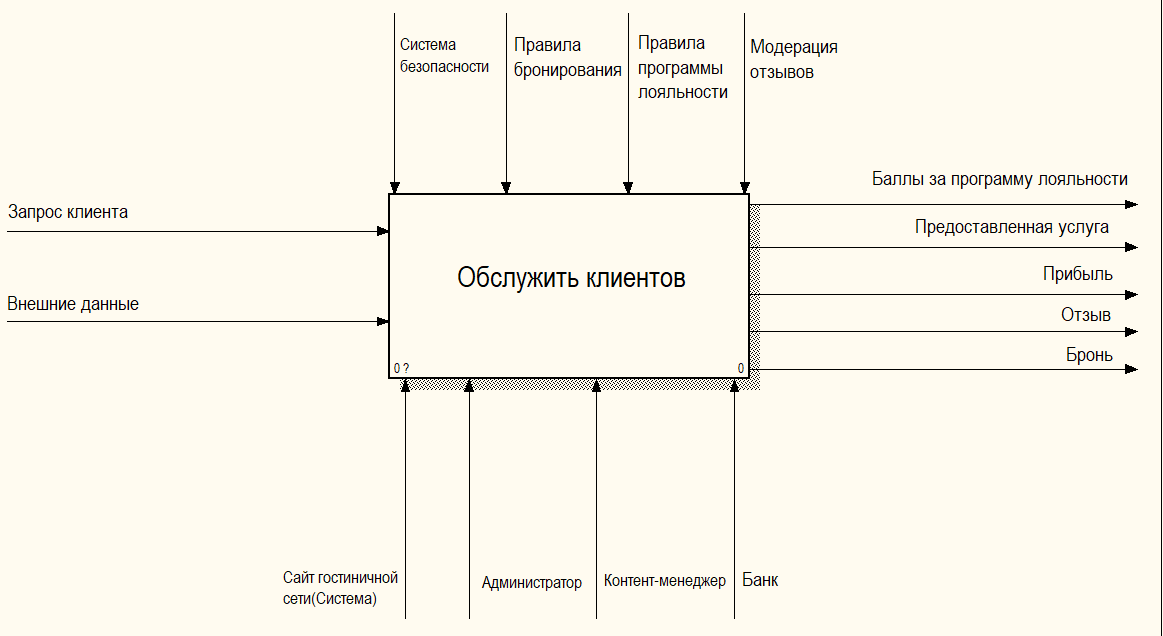 Система
безопасности
Правила
бронирования
Правила
программы
лояльности
Модерация
отзывов
Запрос клиента
Внешние данные
Обслужить клиентов
0 ?
0
Баллы за программу лояльности
Предоставленная услуга
Прибыль
Отзыв
Бронь
Сайт гостиничной
сети(Система)
Администратор
Контент-менеджер
Банк